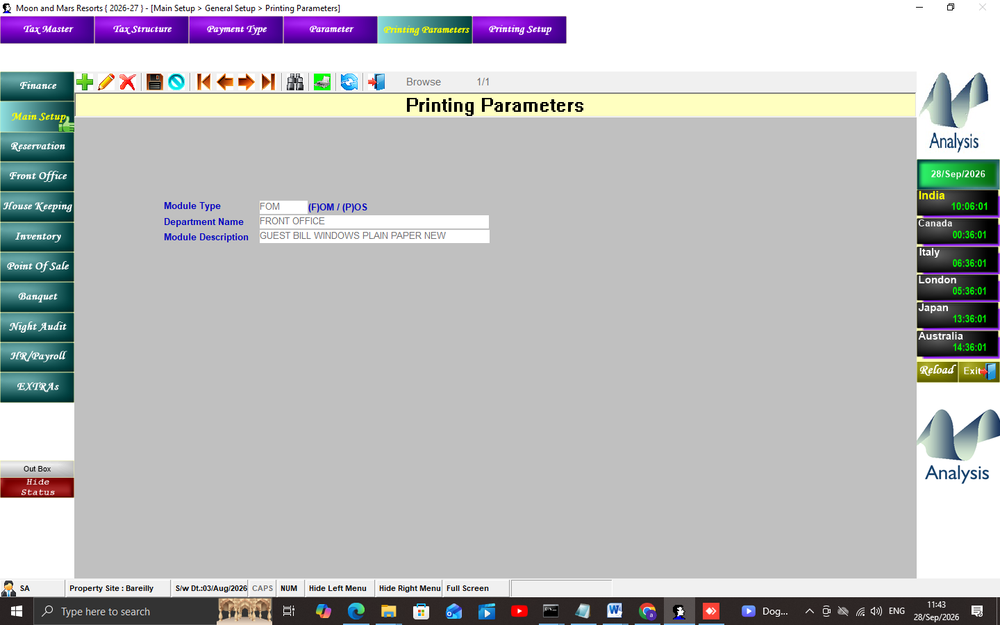 Moon and Mars Resorts { 2026-27 } - [Main Setup > General Setup > Printing Parameters]
Tax Master
Tax Structure
Payment Type
Parameter
Printing Parameters
Printing Setup
Finance
Main Setup
Reservation
Front Office
House Keeping
Inventory
Point Of Sale
Banquet
Night Audit
HR/Payroll
EXTRAs
Out Box
Hide
Status
Browse 1/1
Printing Parameters
Module Type FOM (F)OM / (P)OS
Department Name FRONT OFFICE
Module Description GUEST BILL WINDOWS PLAIN PAPER NEW
Analysis
28/Sep/2026
India
10:06:01
Canada
00:36:01
Italy
06:36:01
London
05:36:01
Japan
13:36:01
Australia
14:36:01
Reload Exit
Analysis
SA Property Site : Bareilly S/w Dt.:03/Aug/2026 CAPS NUM Hide Left Menu Hide Right Menu Full Screen
Type here to search
a
Dog...
ENG
11:43
28/Sep/2026